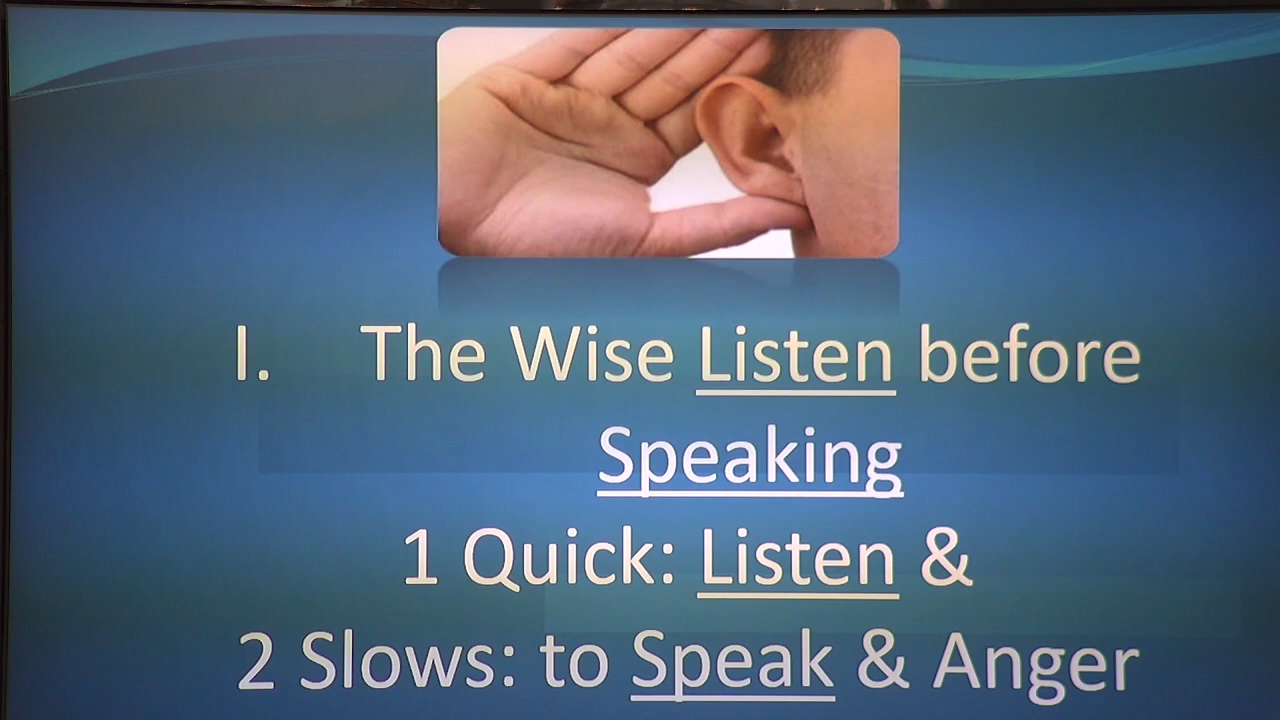 I. The Wise Listen before
Speaking
1 Quick: Listen &
2 Slows: to Speak & Anger